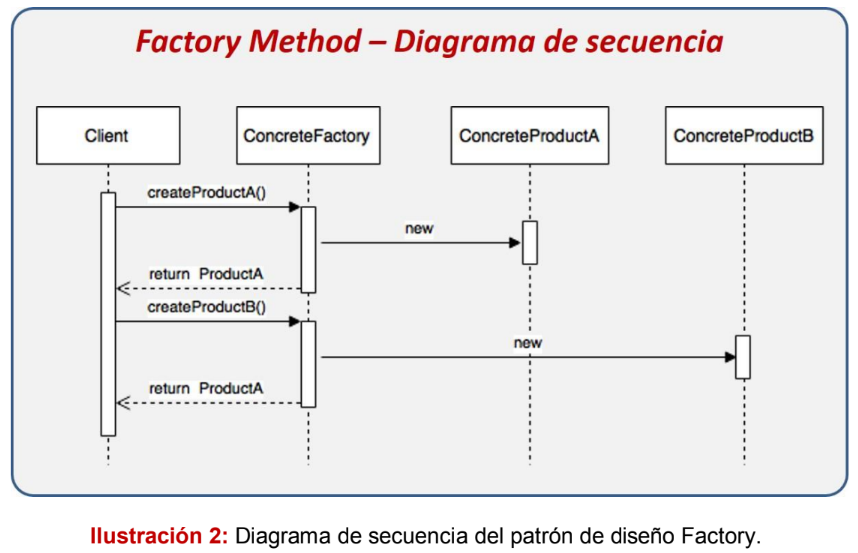 Factory Method – Diagrama de secuencia
Client
ConcreteFactory
ConcreteProductA
ConcreteProductB
createProductA()
new
return ProductA
createProductB()
new
return ProductA
Ilustración 2: Diagrama de secuencia del patrón de diseño Factory.